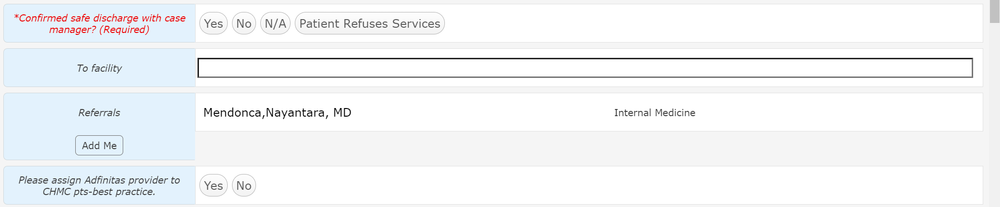 *Confirmed safe discharge with case
manager? (Required)
Yes No N/A Patient Refuses Services
To facility
Referrals
Mendonca,Nayantara, MD Internal Medicine
Add Me
Please assign Adfinitas provider to
CHMC pts-best practice.
Yes No